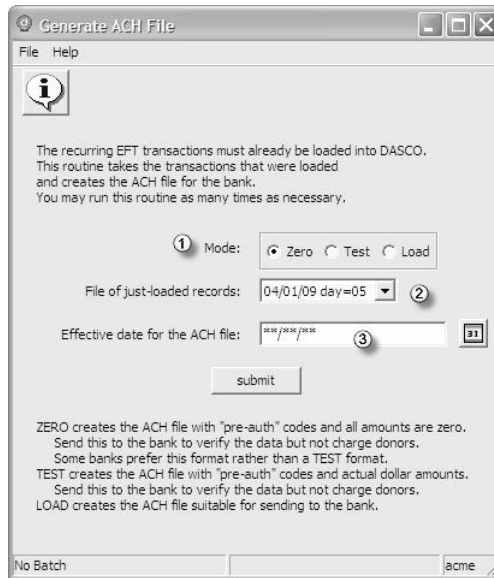 Generate ACH File
File Help
The recurring EFT transactions must already be loaded into DASCO.
This routine takes the transactions that were loaded
and creates the ACH file for the bank.
You may run this routine as many times as necessary.
1 Mode: Zero Test Load
File of just-loaded records: 04/01/09 day=05 2
Effective date for the ACH file: **/**/** 3 31
submit
ZERO creates the ACH file with "pre-auth" codes and all amounts are zero.
Send this to the bank to verify the data but not charge donors.
Some banks prefer this format rather than a TEST format.
TEST creates the ACH file with "pre-auth" codes and actual dollar amounts.
Send this to the bank to verify the data but not charge donors.
LOAD creates the ACH file suitable for sending to the bank.
No Batch acme